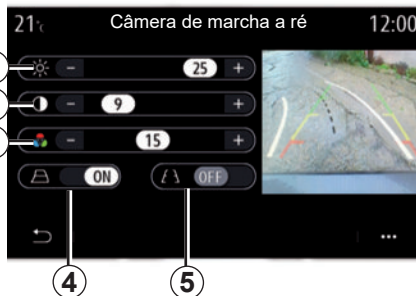 21°c Câmera de marcha a ré 12:00
- 25 +
- 9 +
- 15 +
ON OFF
...
4 5